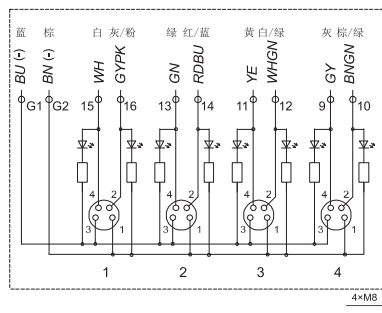 蓝 棕 白 灰/粉 绿 红/蓝 黄 白/绿 灰 棕/绿
BU (-) BN (-) WH GYPK GN RDBU YE WHGN GY BNGN
G1 G2 15 16 13 14 11 12 9 10
4 2 4 2 4 2 4 2
3 1 3 1 3 1 3 1
1 2 3 4
4×M8